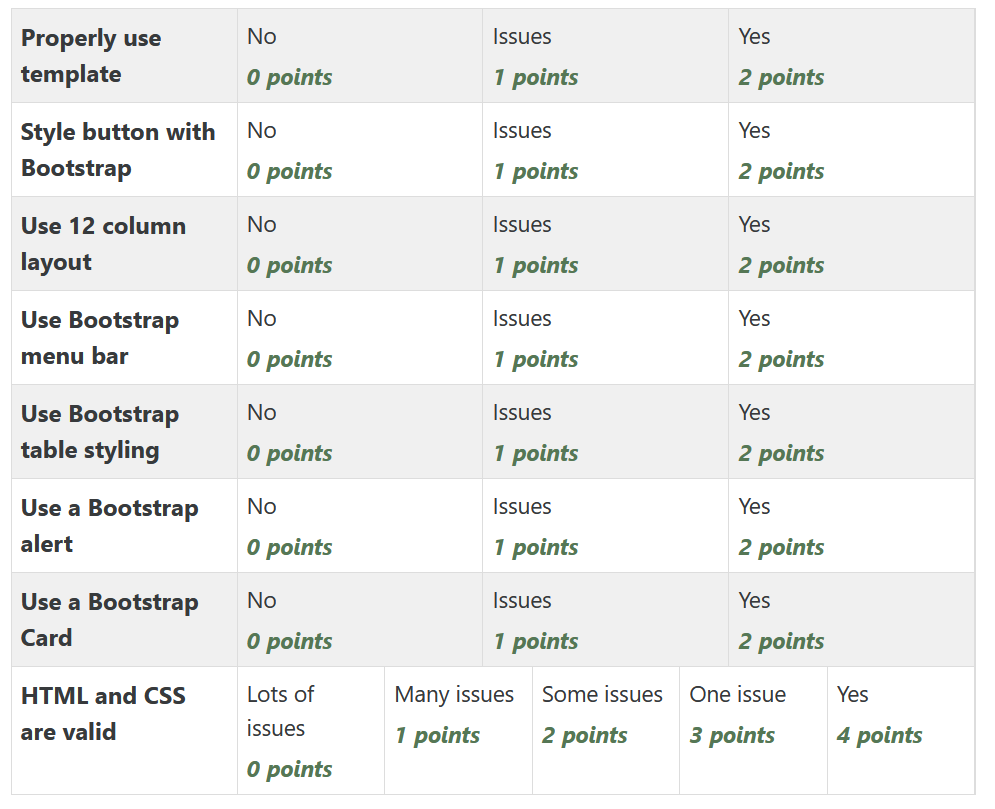 Properly use
template
No
0 points
Issues
1 points
Yes
2 points
Style button with
Bootstrap
No
0 points
Issues
1 points
Yes
2 points
Use 12 column
layout
No
0 points
Issues
1 points
Yes
2 points
Use Bootstrap
menu bar
No
0 points
Issues
1 points
Yes
2 points
Use Bootstrap
table styling
No
0 points
Issues
1 points
Yes
2 points
Use a Bootstrap
alert
No
0 points
Issues
1 points
Yes
2 points
Use a Bootstrap
Card
No
0 points
Issues
1 points
Yes
2 points
HTML and CSS
are valid
Lots of
issues
0 points
Many issues
1 points
Some issues
2 points
One issue
3 points
Yes
4 points